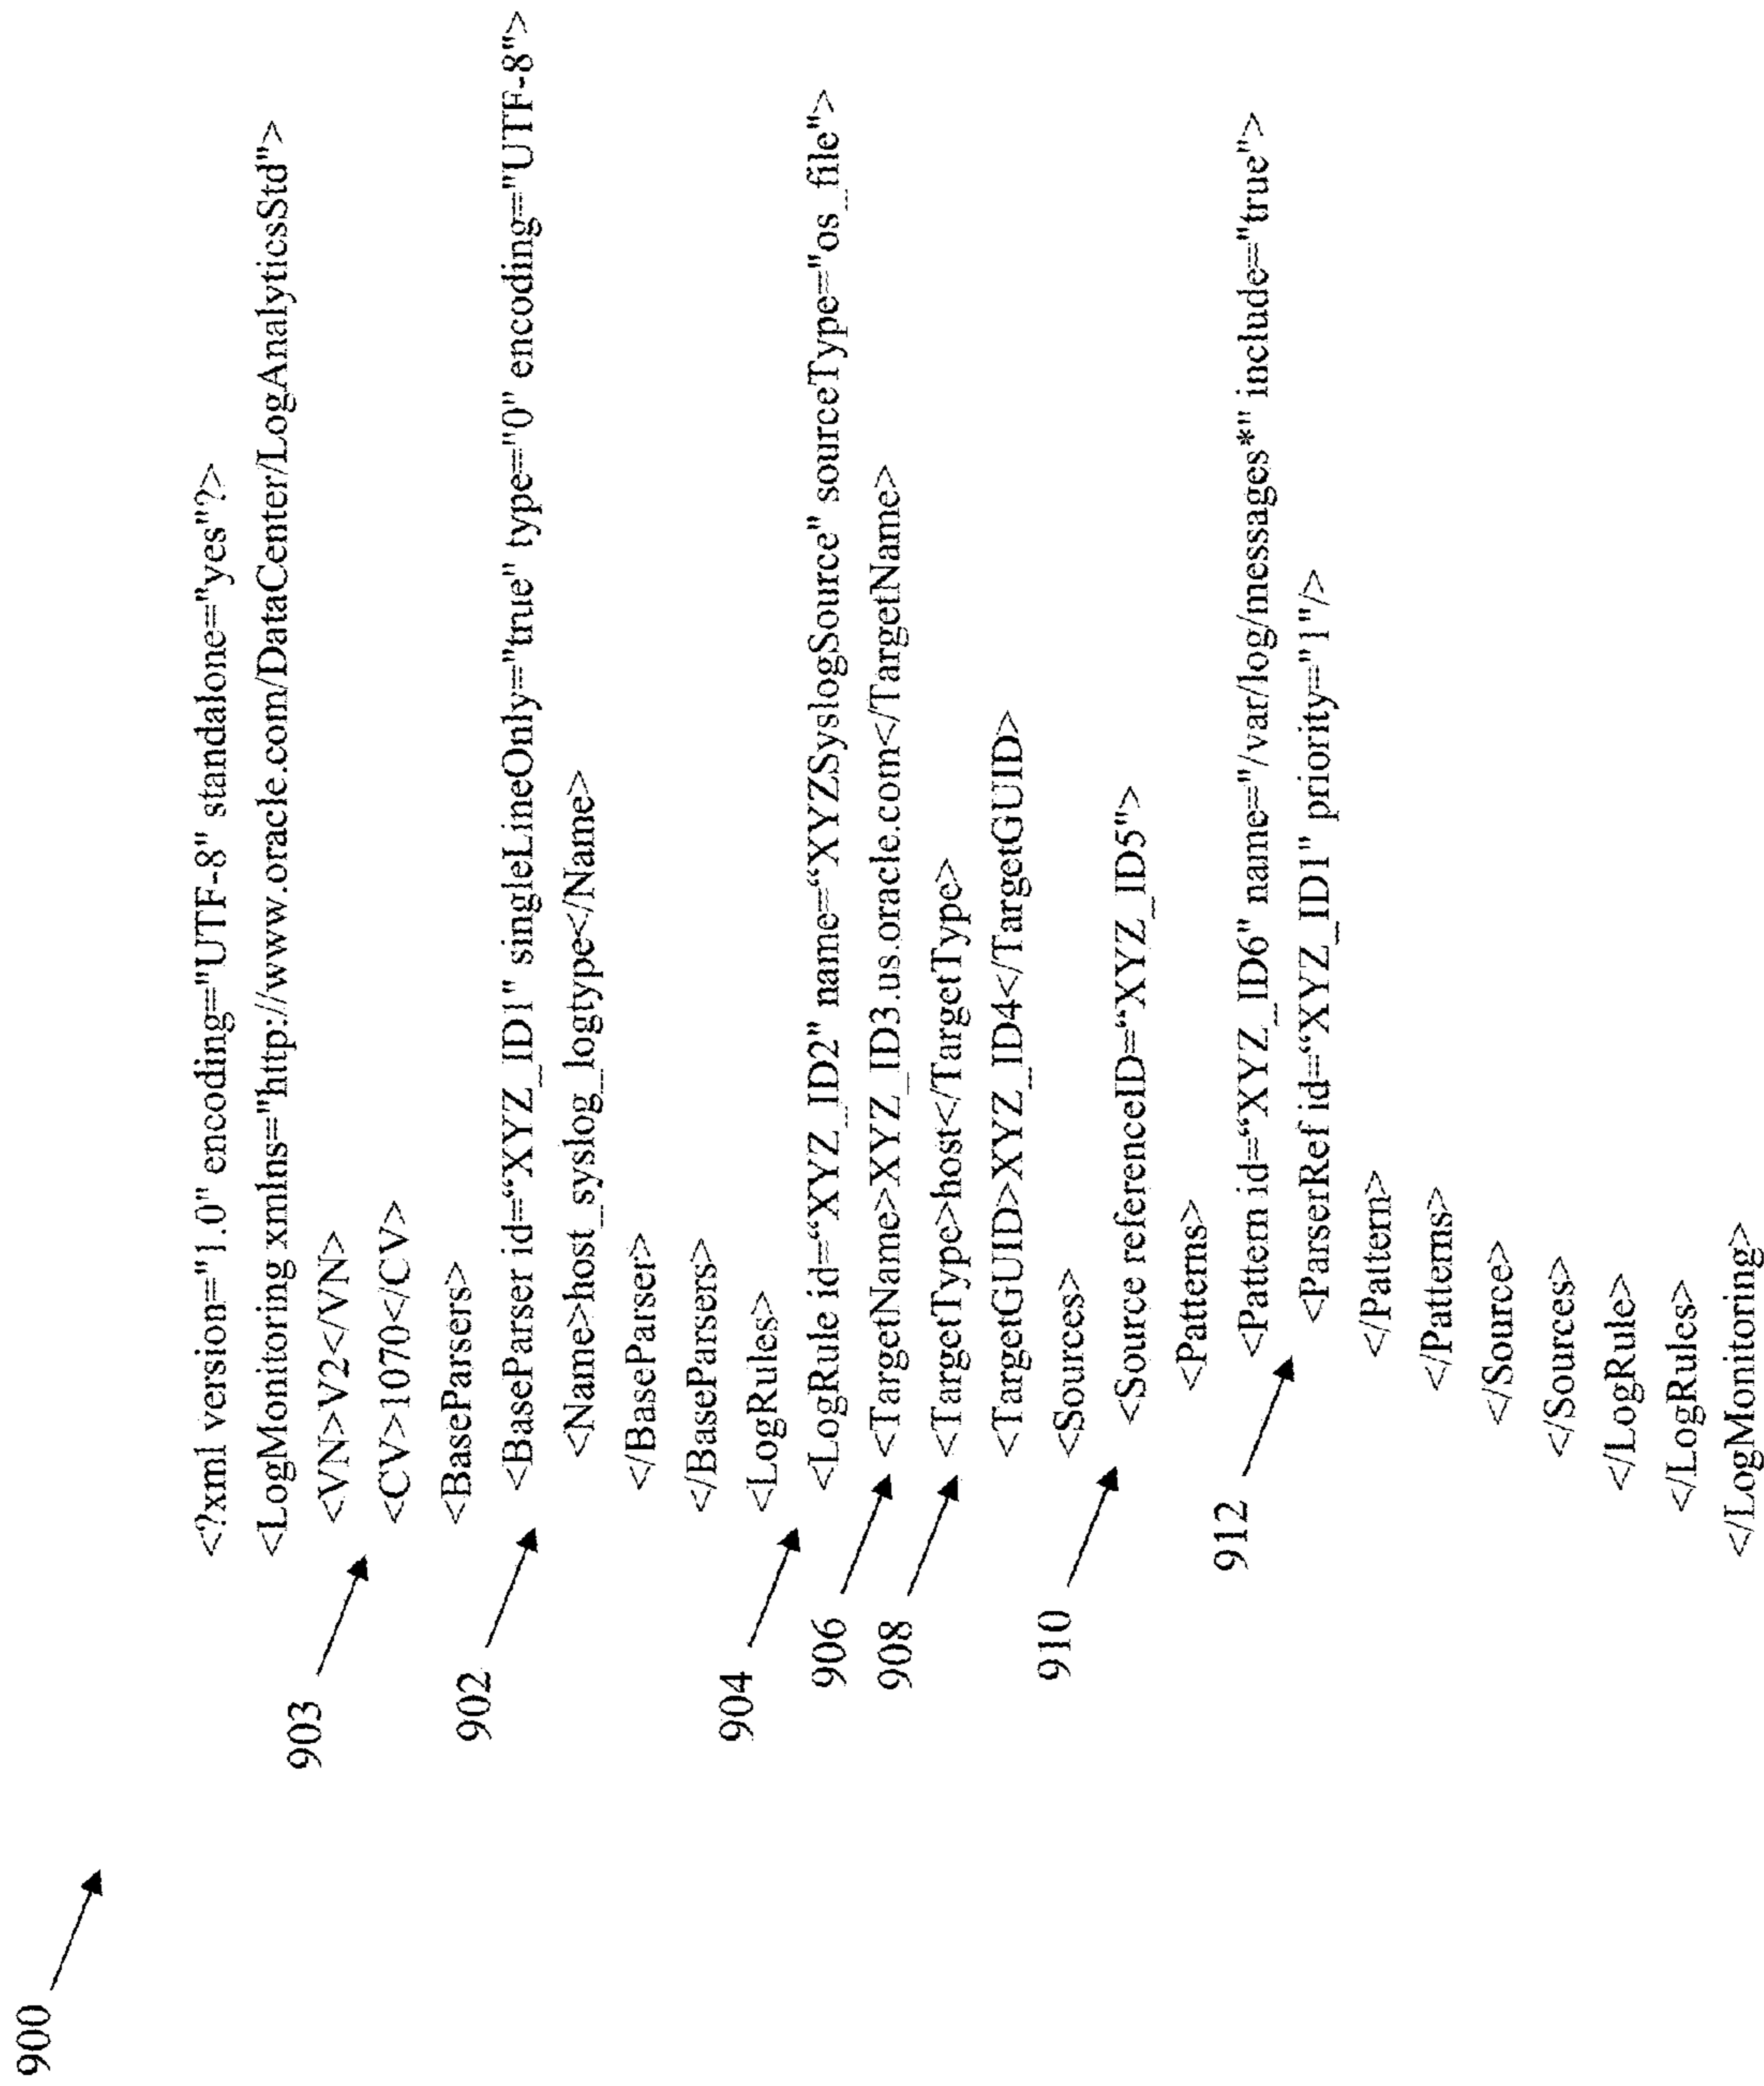 900
<?xml version="1.0" encoding="UTF-8" standalone="yes"?>
<LogMonitoring xmlns="http://www.oracle.com/DataCenter/LogAnalyticsStd">
<VN>V2</VN>
903
<CV>1070</CV>
<BaseParsers>
902
<BaseParser id=“XYZ_ID1" singleLineOnly="true" type="0" encoding="UTF-8">
<Name>host_syslog_logtype</Name>
</BaseParser>
</BaseParsers>
<LogRules>
904
<LogRule id=“XYZ_ID2" name=“XYZSyslogSource" sourceType="os_file">
906
<TargetName>XYZ_ID3.us.oracle.com</TargetName>
908
<TargetType>host</TargetType>
<TargetGUID>XYZ_ID4</TargetGUID>
<Sources>
910
<Source referenceID=“XYZ_ID5">
<Patterns>
912
<Pattern id=“XYZ_ID6" name="/var/log/messages*" include="true">
<ParserRef id=“XYZ_ID1" priority="1"/>
</Pattern>
</Patterns>
</Source>
</Sources>
</LogRule>
</LogRules>
</LogMonitoring>